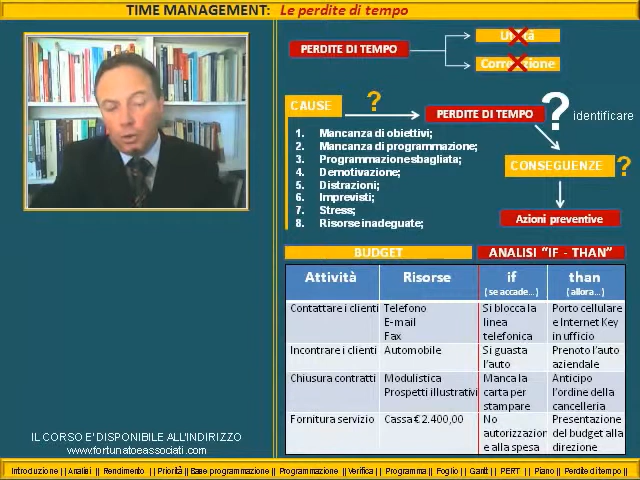 TIME MANAGEMENT: Le perdite di tempo
PERDITE DI TEMPO
Utilità
Correzione
CAUSE
?
PERDITE DI TEMPO
?
identificare
1. Mancanza di obiettivi;
2. Mancanza di programmazione;
3. Programmazione sbagliata;
4. Demotivazione;
5. Distrazioni;
6. Imprevisti;
7. Stress;
8. Risorse inadeguate;
CONSEGUENZE
?
Azioni preventive
BUDGET
ANALISI “IF - THAN”
Attività Risorse if than
(se accade...) (allora...)
Contattare i clienti Telefono Si blocca la Porto cellulare
E-mail linea e Internet Key
Fax telefonica in ufficio
Incontrare i clienti Automobile Si guasta Prenoto l'auto
l'auto aziendale
Chiusura contratti Modulistica Manca la Anticipo
Prospetti illustrativi carta per l'ordine della
stampare cancelleria
Fornitura servizio Cassa € 2.400,00 No Presentazione
autorizzazion del budget alla
e alla spesa direzione
IL CORSO E' DISPONIBILE ALL'INDIRIZZO
www.fortunatoeassociati.com
Introduzione || Analisi || Rendimento || Priorità || Base programmazione || Programmazione || Verifica || Programma || Foglio || Gantt || PERT || Piano || Perdite di tempo ||